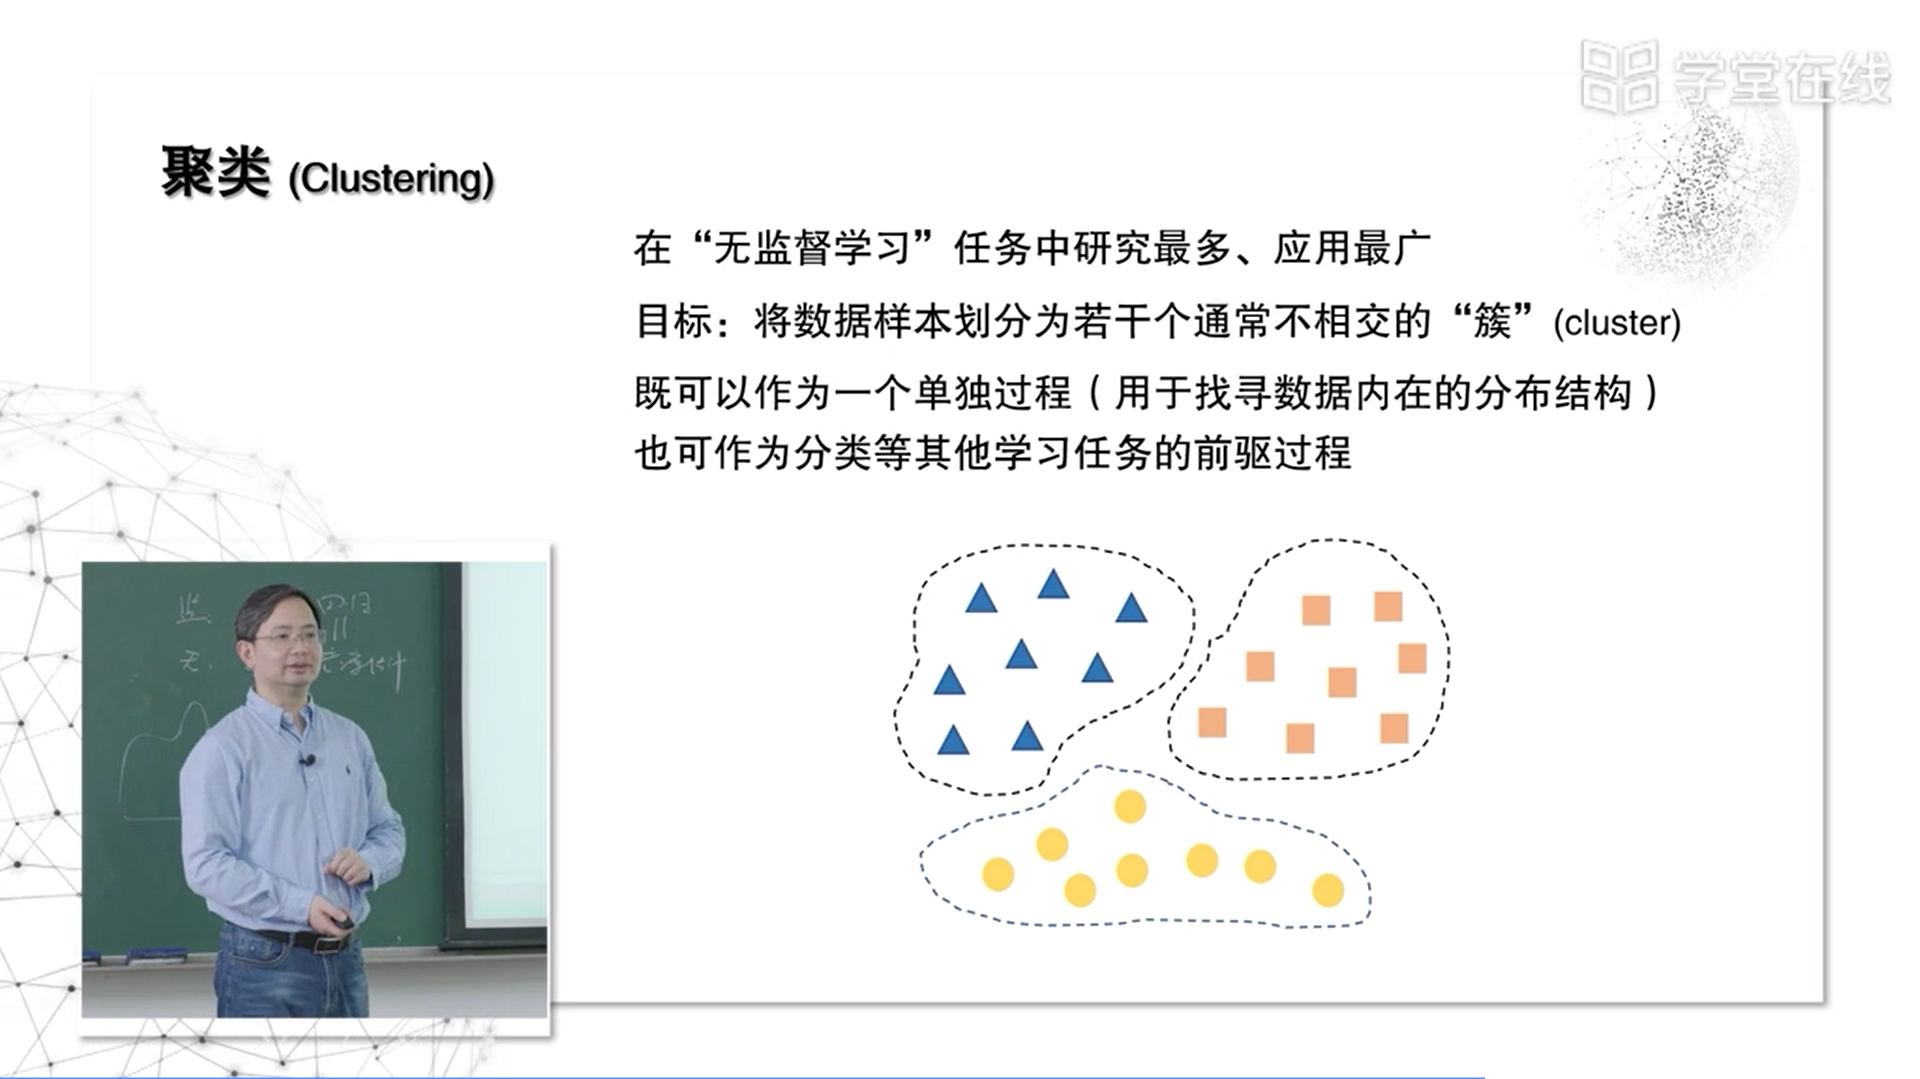 学堂在线
聚类 (Clustering)
在“无监督学习”任务中研究最多、应用最广
目标：将数据样本划分为若干个通常不相交的“簇”(cluster)
既可以作为一个单独过程（用于找寻数据内在的分布结构）
也可作为分类等其他学习任务的前驱过程
监.
无.